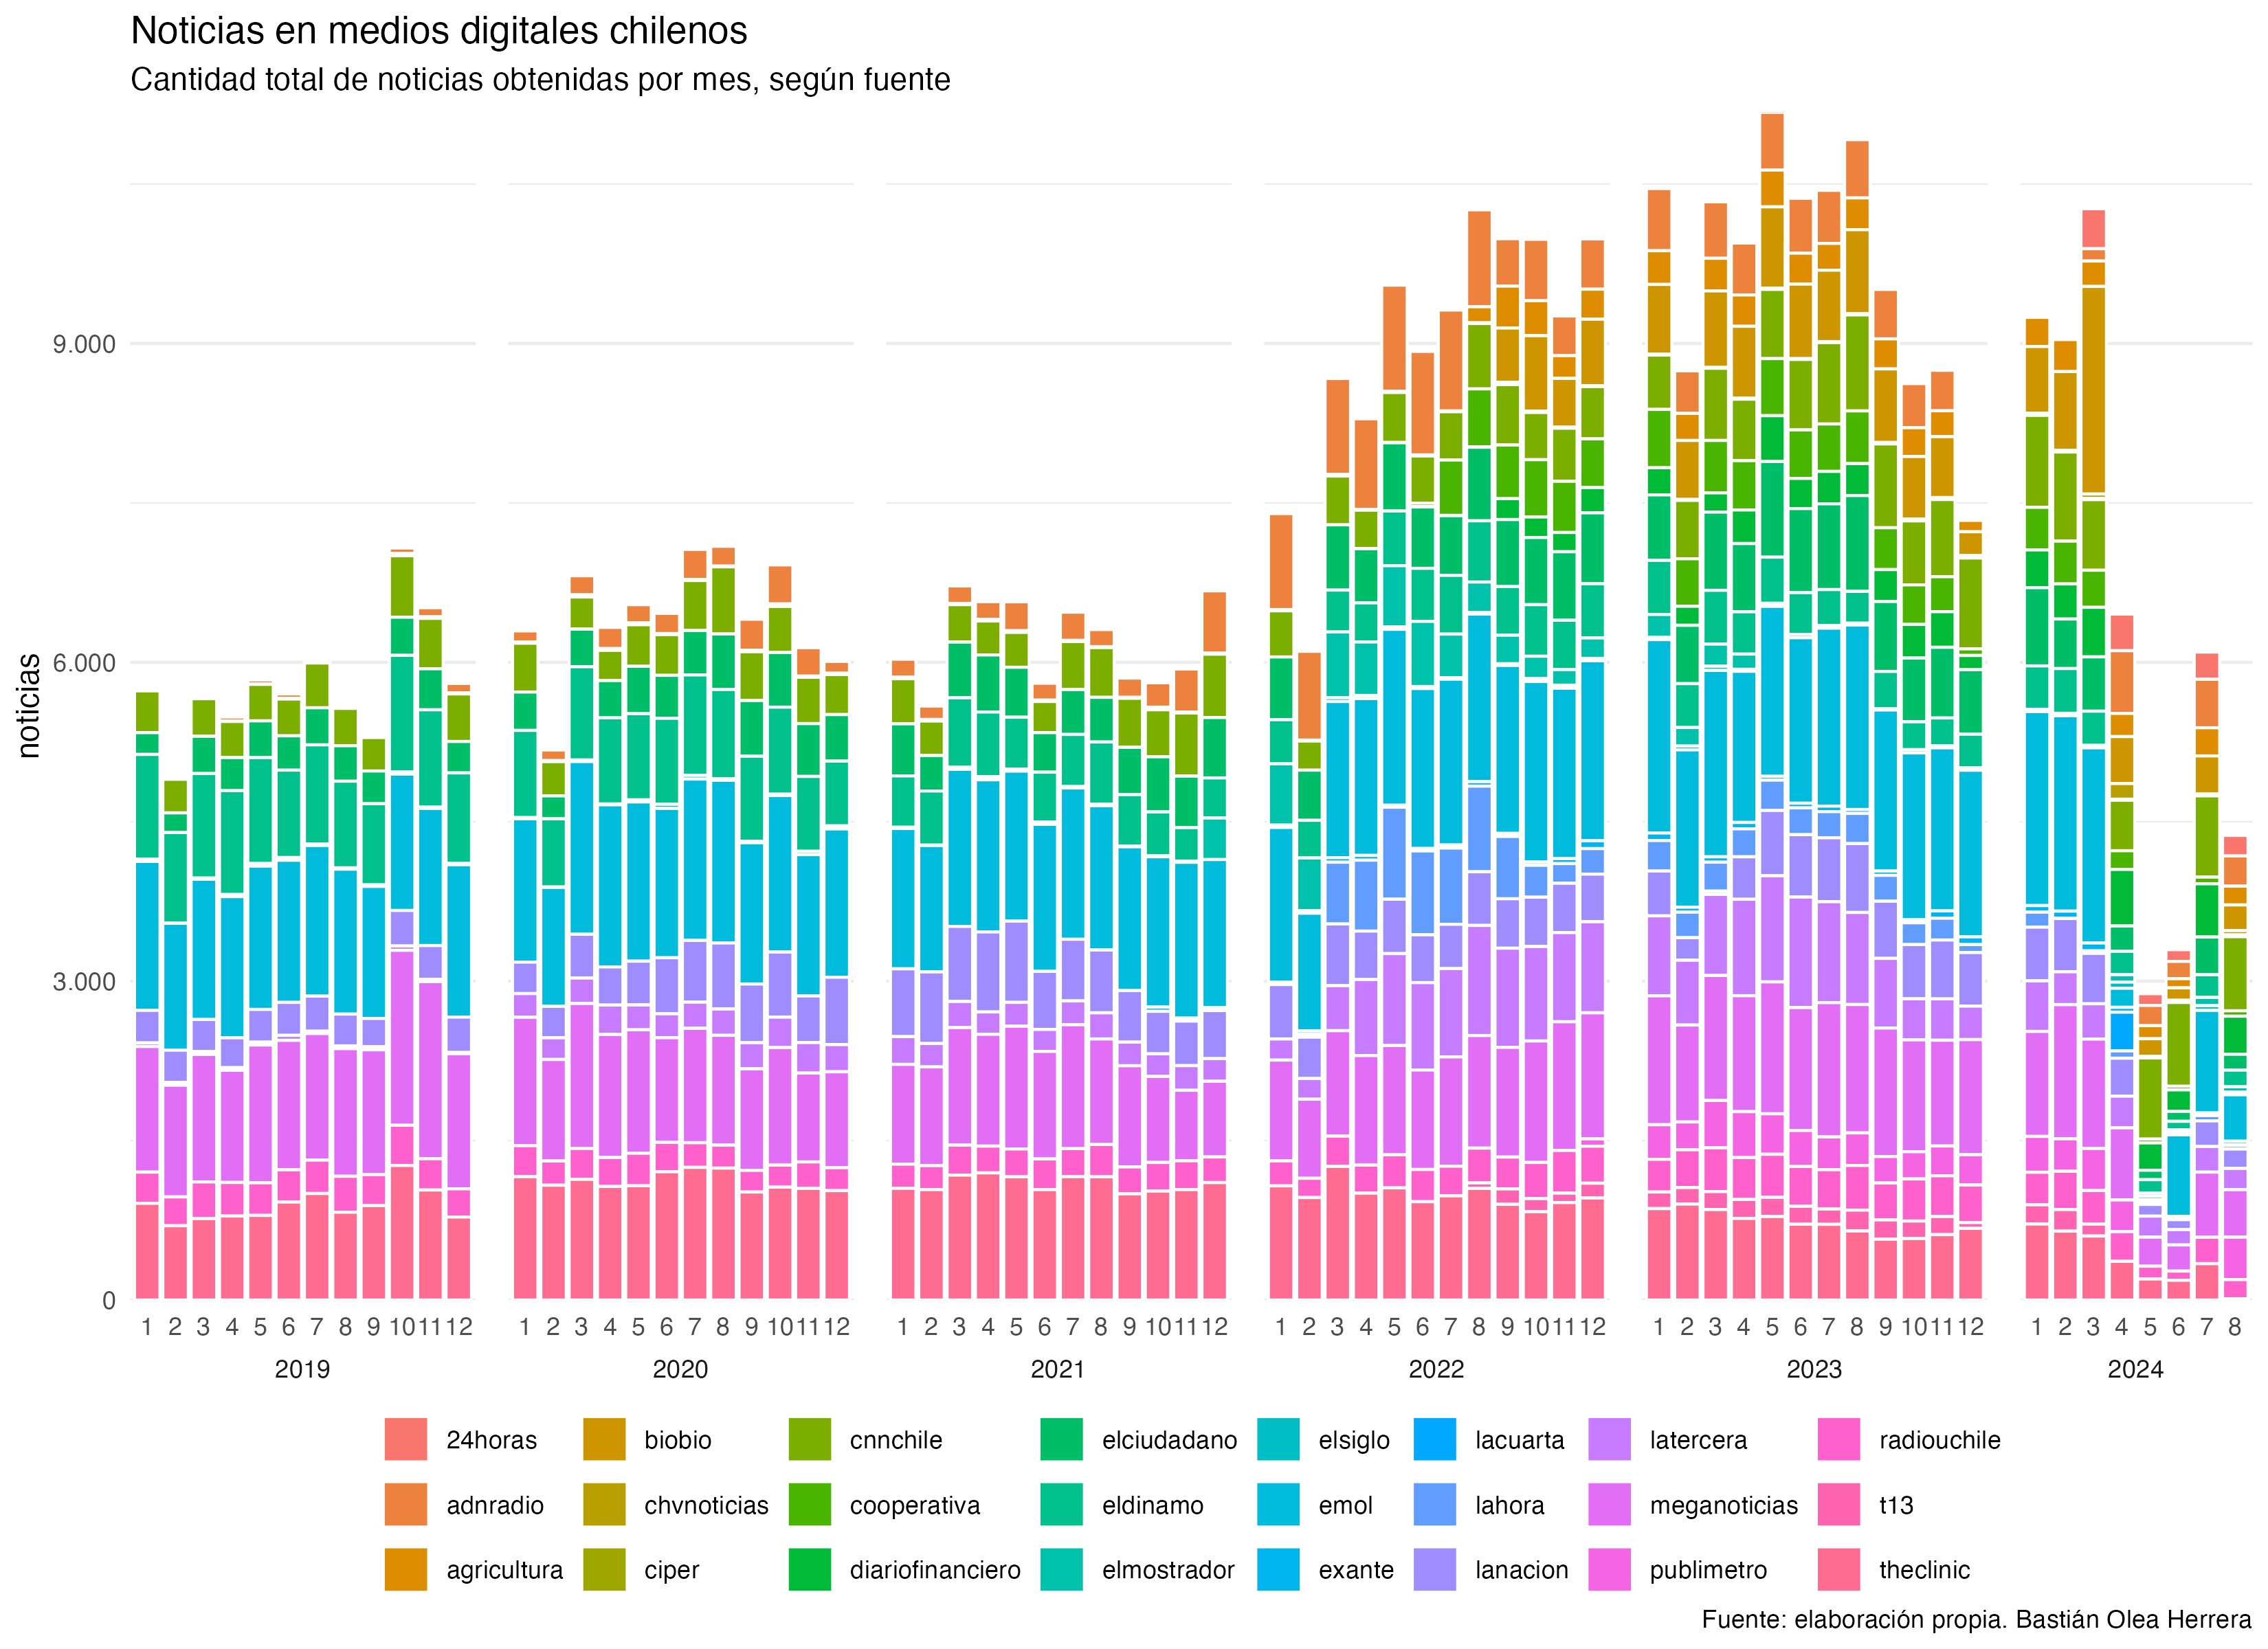 Noticias en medios digitales chilenos
Cantidad total de noticias obtenidas por mes, según fuente
noticias
9.000
6.000
3.000
0
1 2 3 4 5 6 7 8 9 10 11 12
1 2 3 4 5 6 7 8 9 10 11 12
1 2 3 4 5 6 7 8 9 10 11 12
1 2 3 4 5 6 7 8 9 10 11 12
1 2 3 4 5 6 7 8 9 10 11 12
1 2 3 4 5 6 7 8
2019 2020 2021 2022 2023 2024
24horas biobio cnnchile elciudadano elsiglo lacuarta latercera radiouchile
adnradio chvnoticias cooperativa eldinamo emol lahora meganoticias t13
agricultura ciper diariofinanciero elmostrador exante lanacion publimetro theclinic
Fuente: elaboración propia. Bastián Olea Herrera